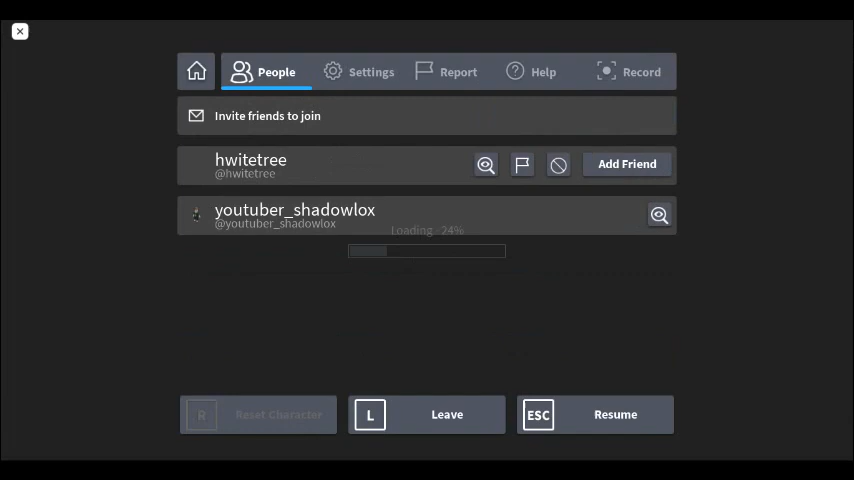 People
Settings
Report
Help
Record
Invite friends to join
hwitetree
@hwitetree
Add Friend
youtuber_shadowlox
@youtuber_shadowlox
Loading - 24%
R
Reset Character
L
Leave
ESC
Resume